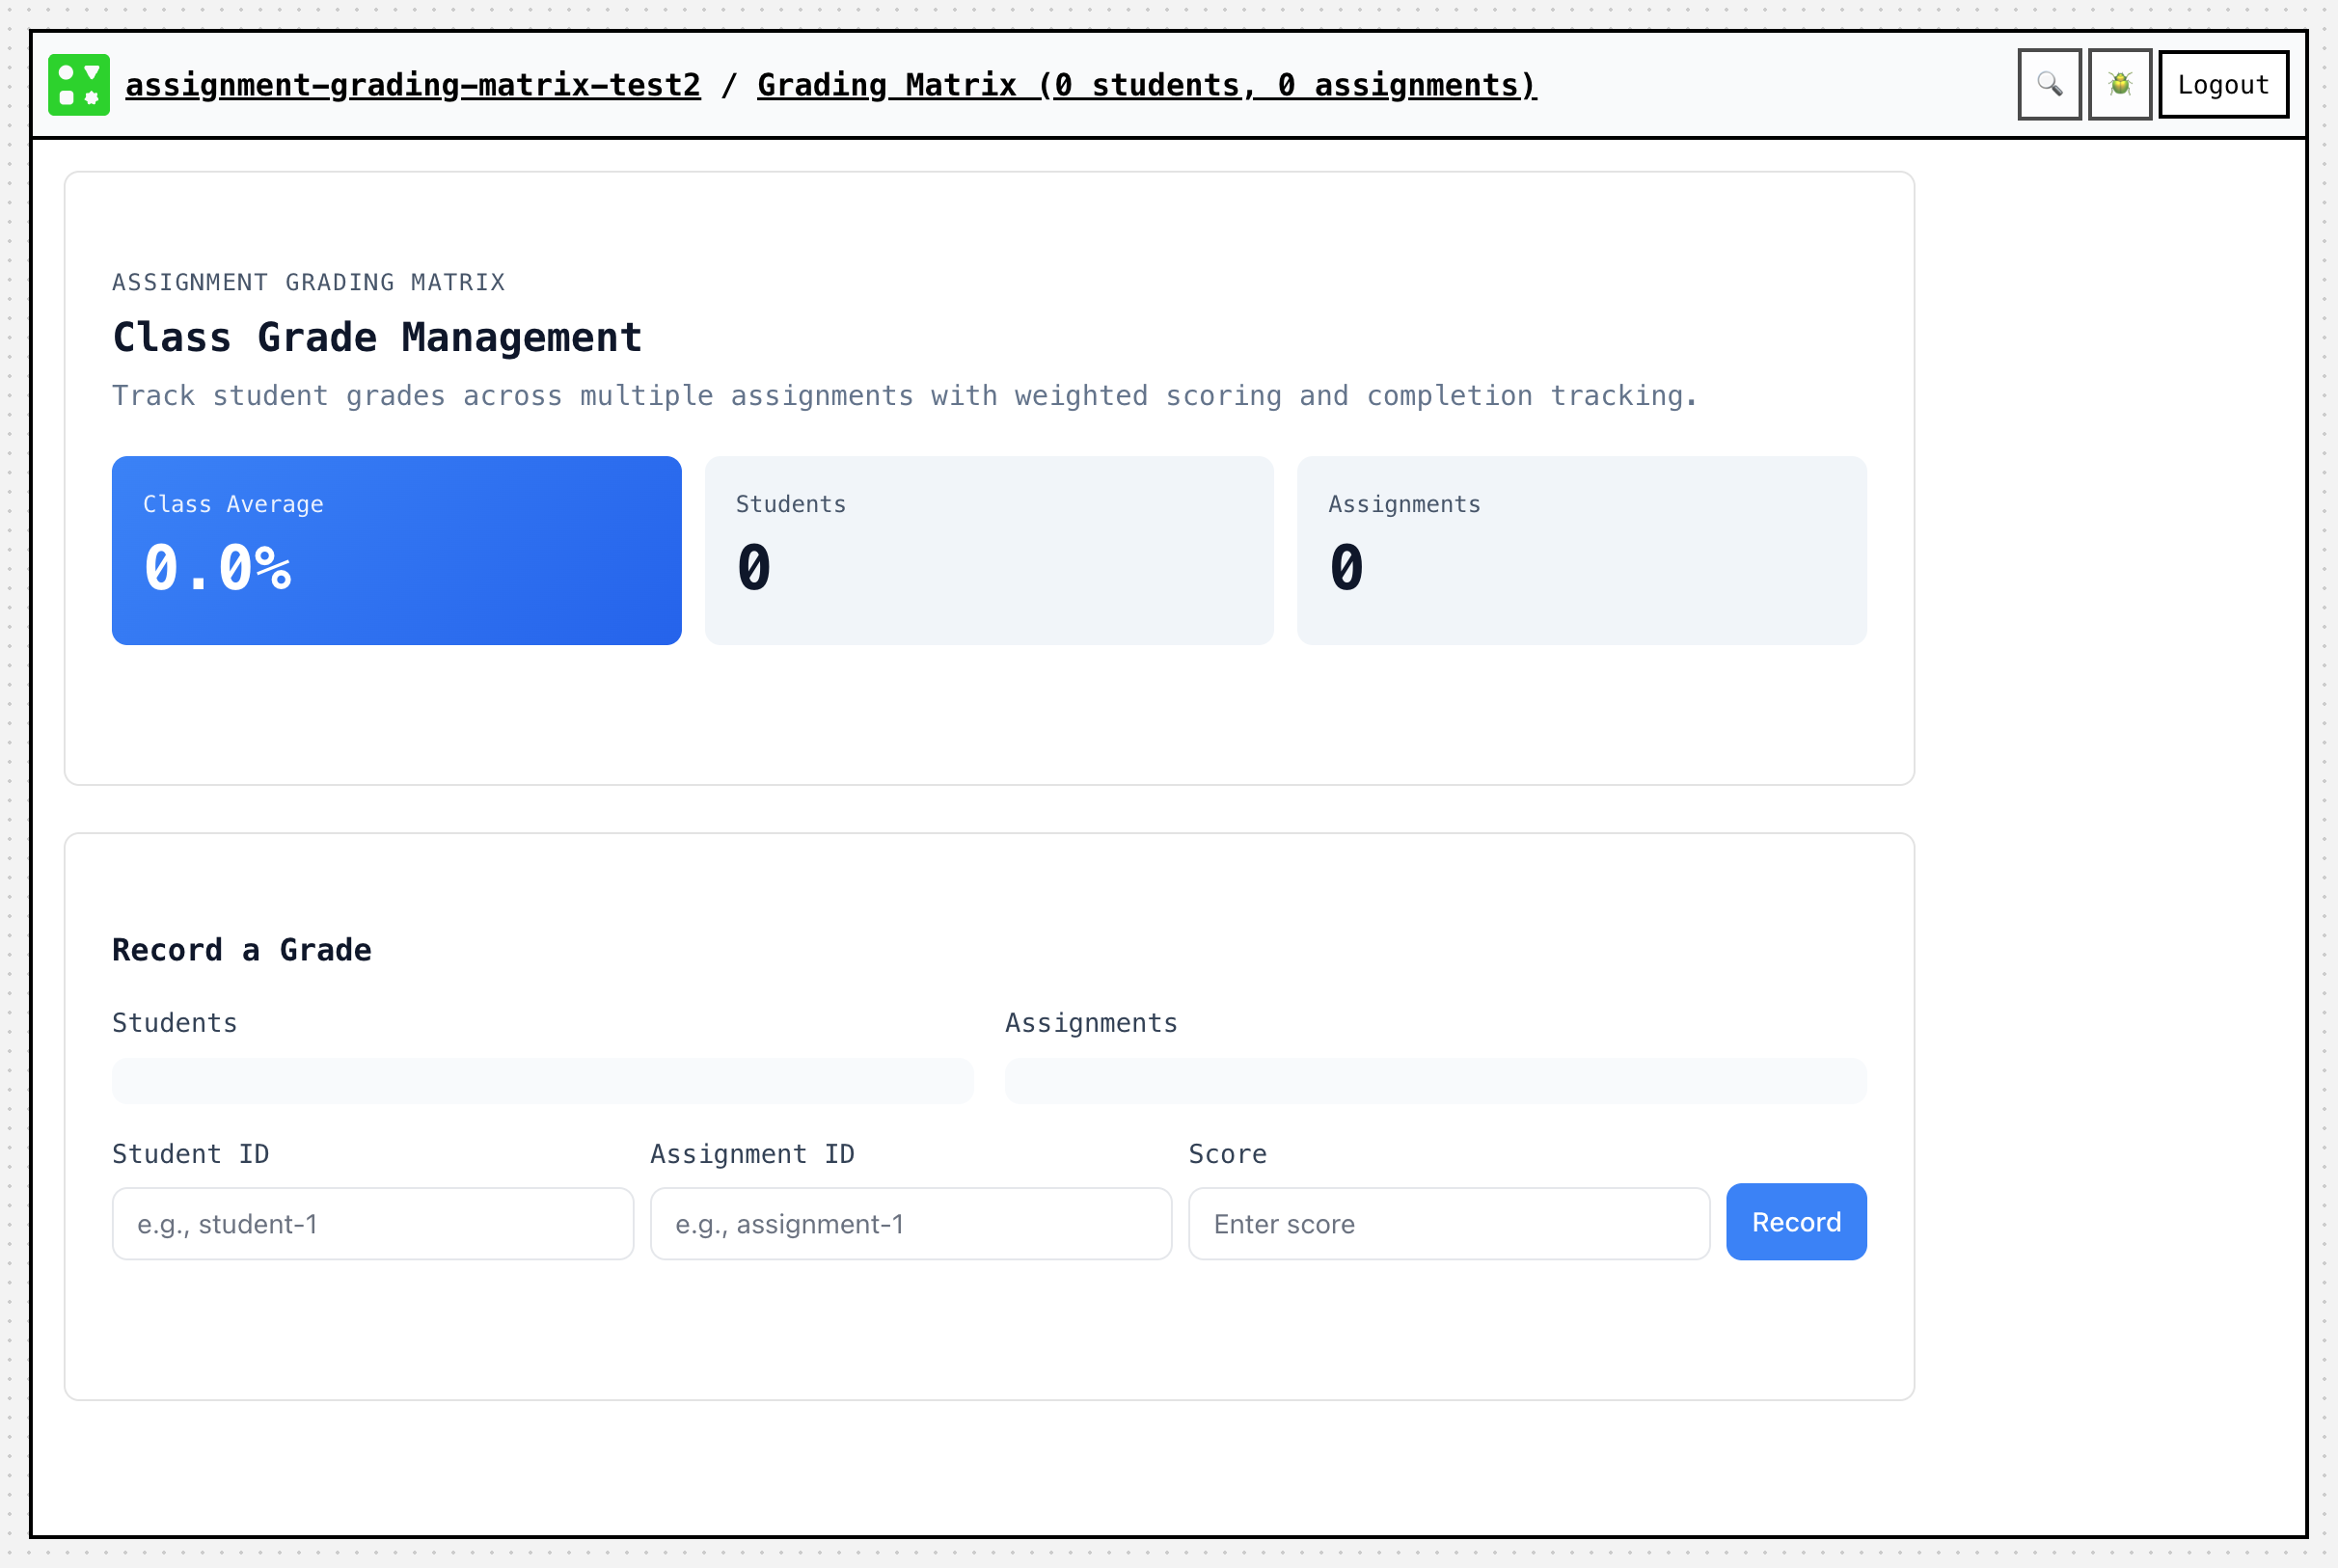 assignment-grading-matrix-test2 / Grading Matrix (0 students, 0 assignments)
Logout
ASSIGNMENT GRADING MATRIX
Class Grade Management
Track student grades across multiple assignments with weighted scoring and completion tracking.
Class Average
0.0%
Students
0
Assignments
0
Record a Grade
Students
Assignments
Student ID
Assignment ID
Score
e.g., student-1
e.g., assignment-1
Enter score
Record